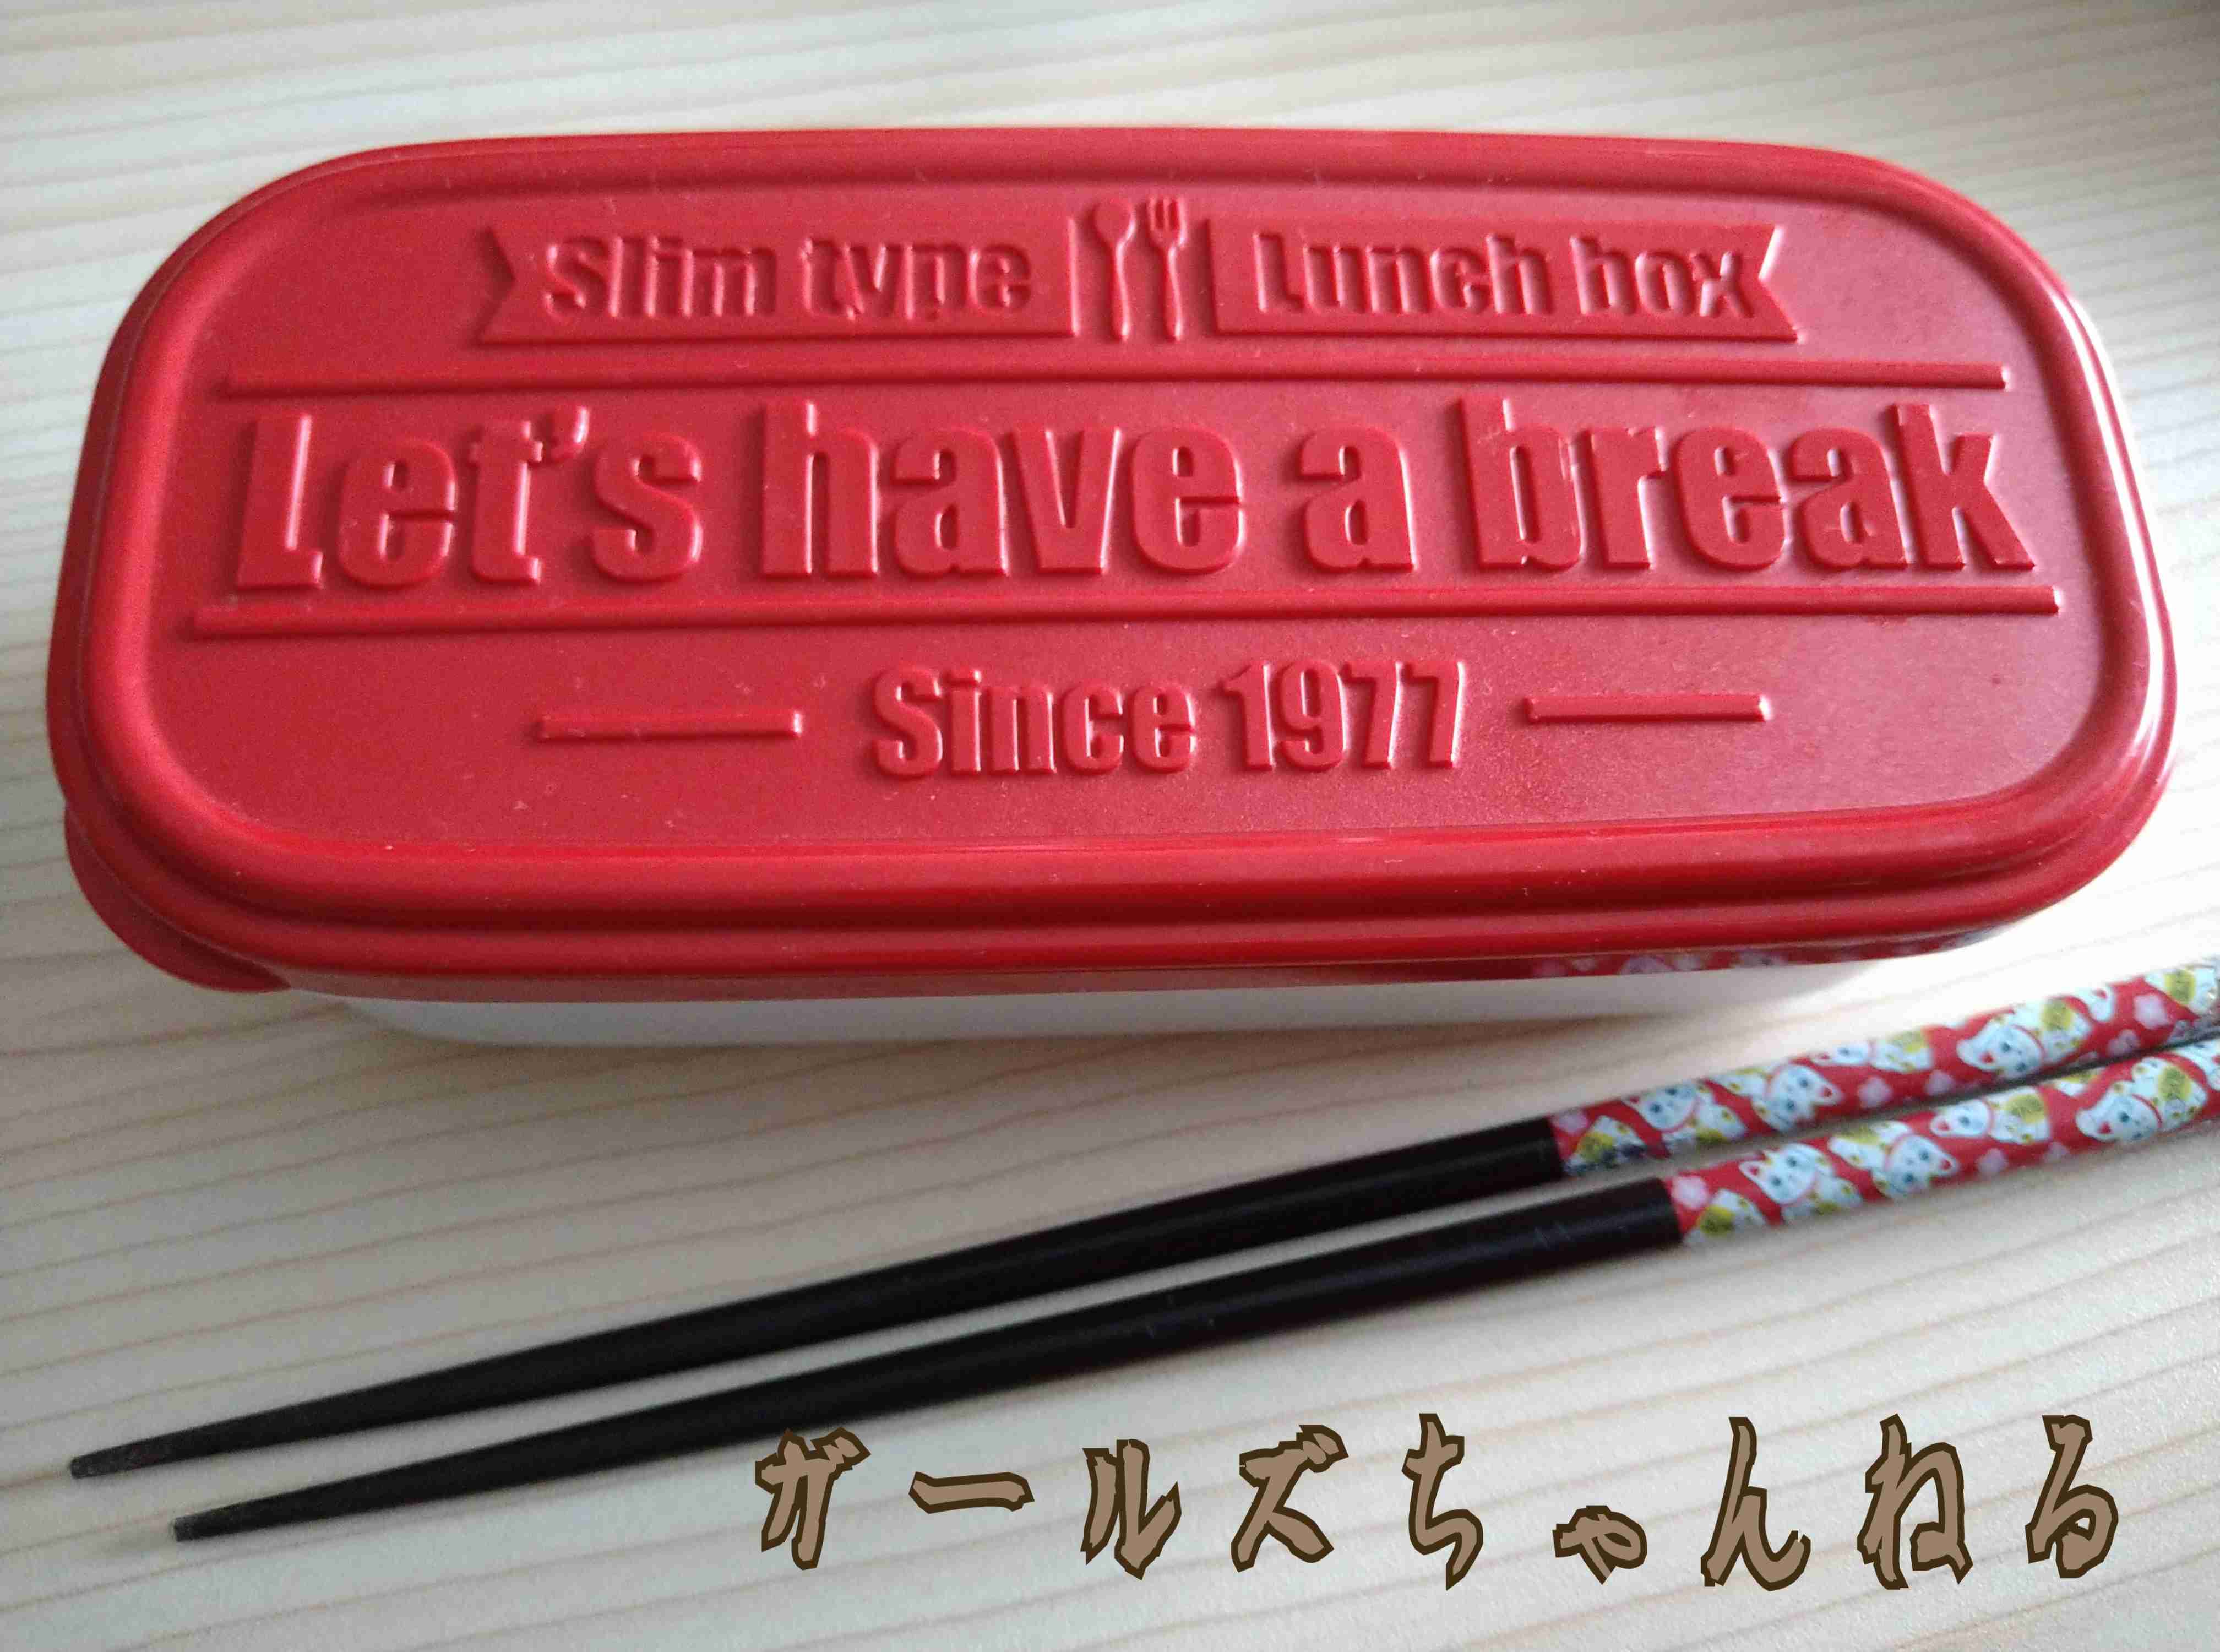 Slim type Lunch box
Let's have a break
Since 1977
ガールズちゃんねる